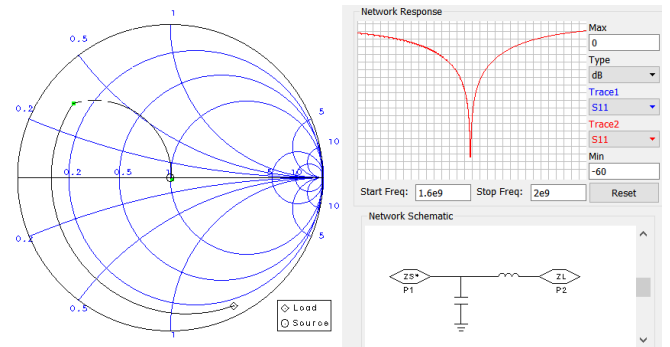 Network Response
Max
0
Type
dB
Trace1
S11
Trace2
S11
Min
-60
Start Freq: 1.6e9 Stop Freq: 2e9 Reset
Network Schematic
ZS* ZL
P1 P2
1
0.5
0.2 5
10
0.2 0.5 1 5 10
10
0.2 5
0.5
1
Load
Source